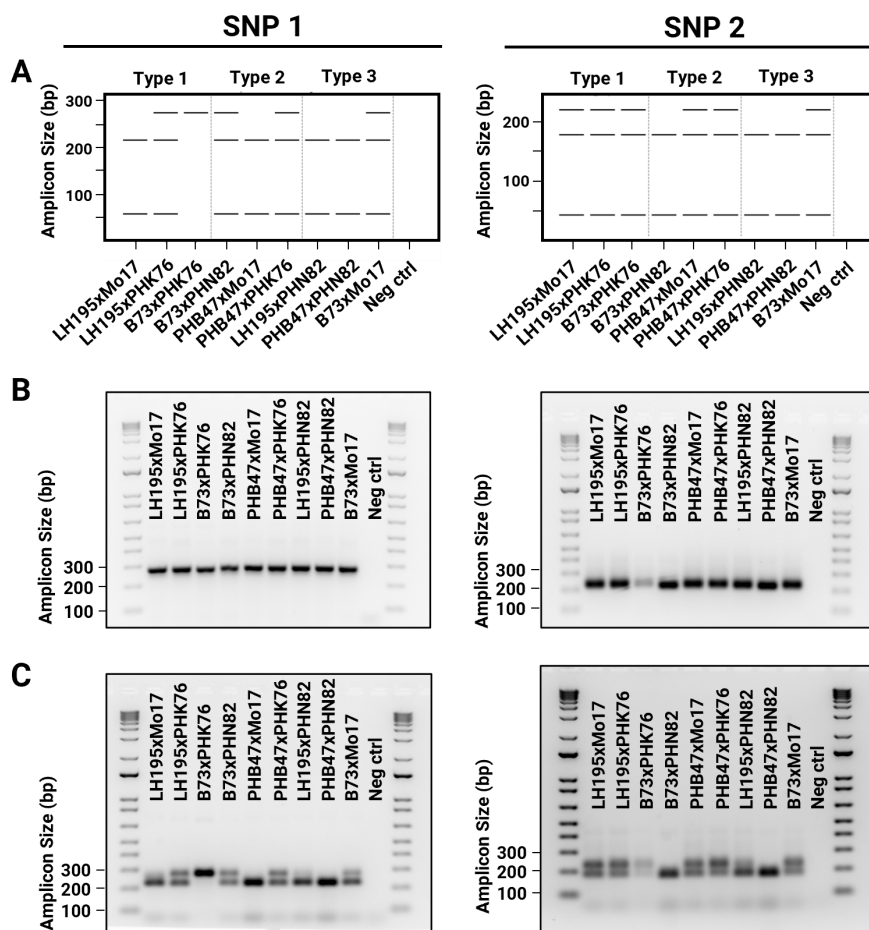 SNP 1
SNP 2
A
Type 1 Type 2 Type 3
Amplicon Size (bp)
300
200
100
LH195xMo17
LH195xPHK76
B73xPHK76
B73xPHN82
PHB47xMo17
PHB47xPHK76
LH195xPHN82
PHB47xPHN82
B73xMo17
Neg ctrl
Type 1 Type 2 Type 3
Amplicon Size (bp)
200
100
LH195xMo17
LH195xPHK76
B73xPHK76
B73xPHN82
PHB47xMo17
PHB47xPHK76
LH195xPHN82
PHB47xPHN82
B73xMo17
Neg ctrl
B
Amplicon Size (bp)
300
200
100
LH195xMo17
LH195xPHK76
B73xPHK76
B73xPHN82
PHB47xMo17
PHB47xPHK76
LH195xPHN82
PHB47xPHN82
B73xMo17
Neg ctrl
Amplicon Size (bp)
300
200
100
LH195xMo17
LH195xPHK76
B73xPHK76
B73xPHN82
PHB47xMo17
PHB47xPHK76
LH195xPHN82
PHB47xPHN82
B73xMo17
Neg ctrl
C
Amplicon Size (bp)
300
200
100
LH195xMo17
LH195xPHK76
B73xPHK76
B73xPHN82
PHB47xMo17
PHB47xPHK76
LH195xPHN82
PHB47xPHN82
B73xMo17
Neg ctrl
Amplicon Size (bp)
300
200
100
LH195xMo17
LH195xPHK76
B73xPHK76
B73xPHN82
PHB47xMo17
PHB47xPHK76
LH195xPHN82
PHB47xPHN82
B73xMo17
Neg ctrl